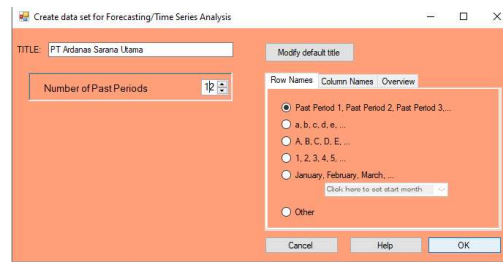 Create data set for Forecasting/Time Series Analysis
TITLE: PT Ardanas Sarana Utama
Modify default title
Number of Past Periods 12
Row Names Column Names Overview
Past Period 1, Past Period 2, Past Period 3,...
a, b, c, d, e, ...
A, B, C, D, E, ...
1, 2, 3, 4, 5, ...
January, February, March, ...
Click here to set start month
Other
Cancel Help OK